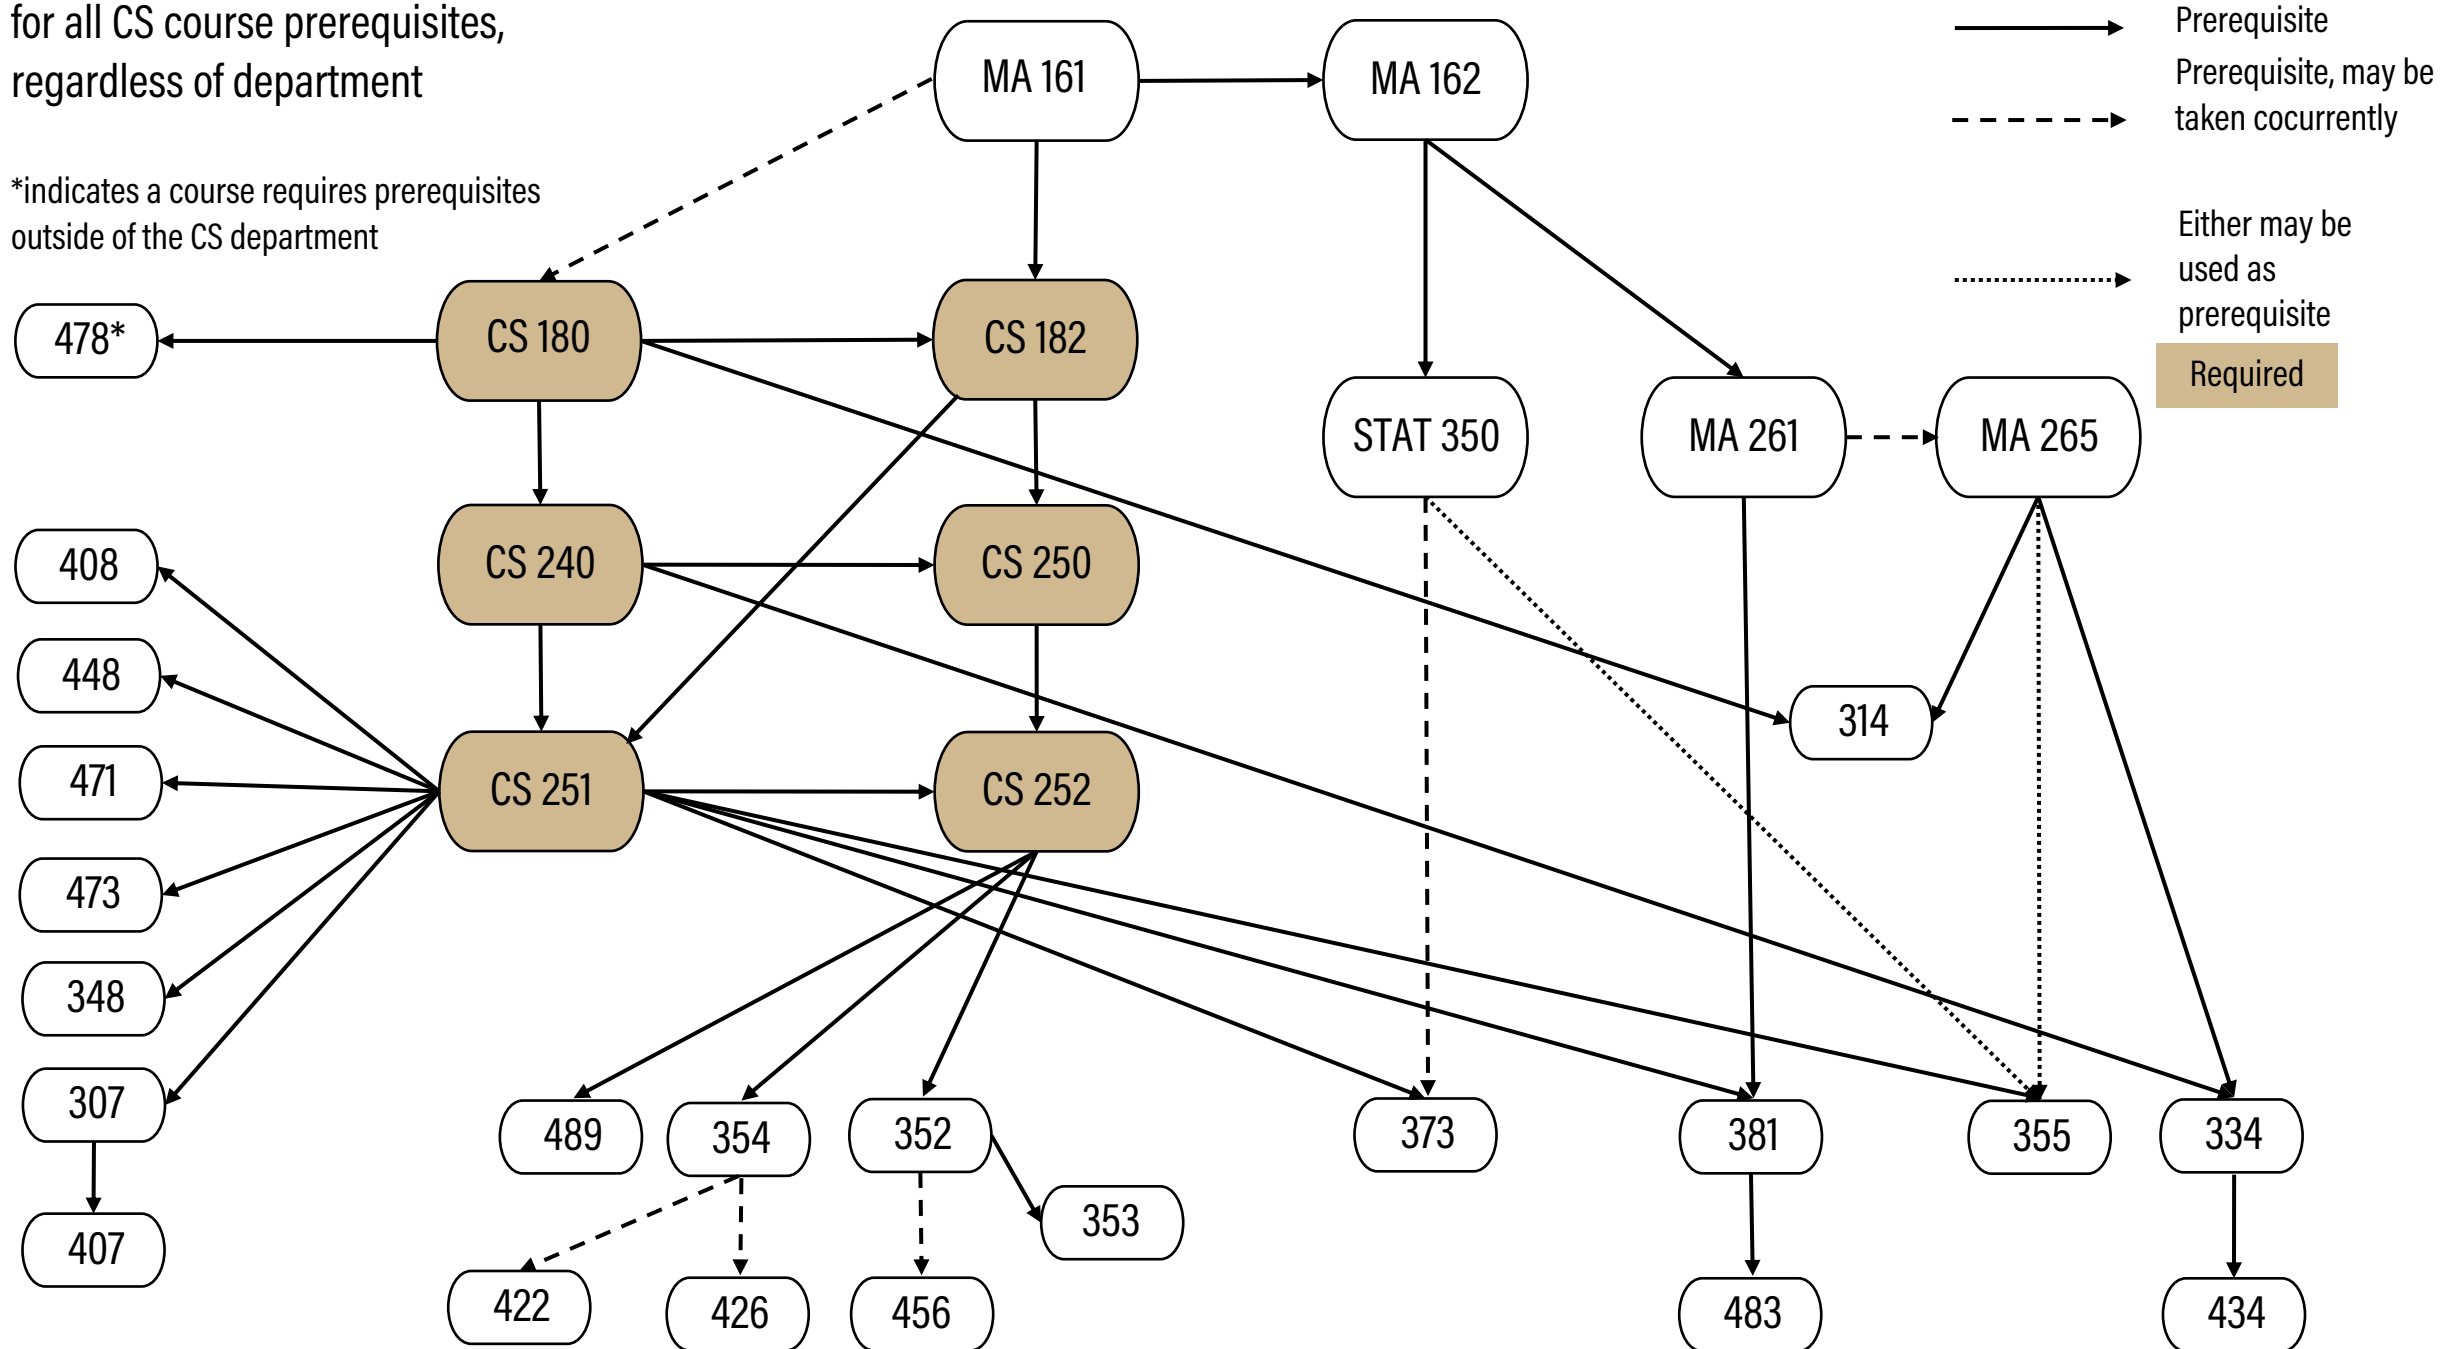 for all CS course prerequisites,
regardless of department
*indicates a course requires prerequisites
outside of the CS department
Prerequisite
Prerequisite, may be
taken cocurrently
Either may be
used as
prerequisite
Required
MA 161
MA 162
478*
CS 180
CS 182
STAT 350
MA 261
MA 265
408
CS 240
CS 250
448
314
471
CS 251
CS 252
473
348
307
489
354
352
373
381
355
334
353
407
422
426
456
483
434